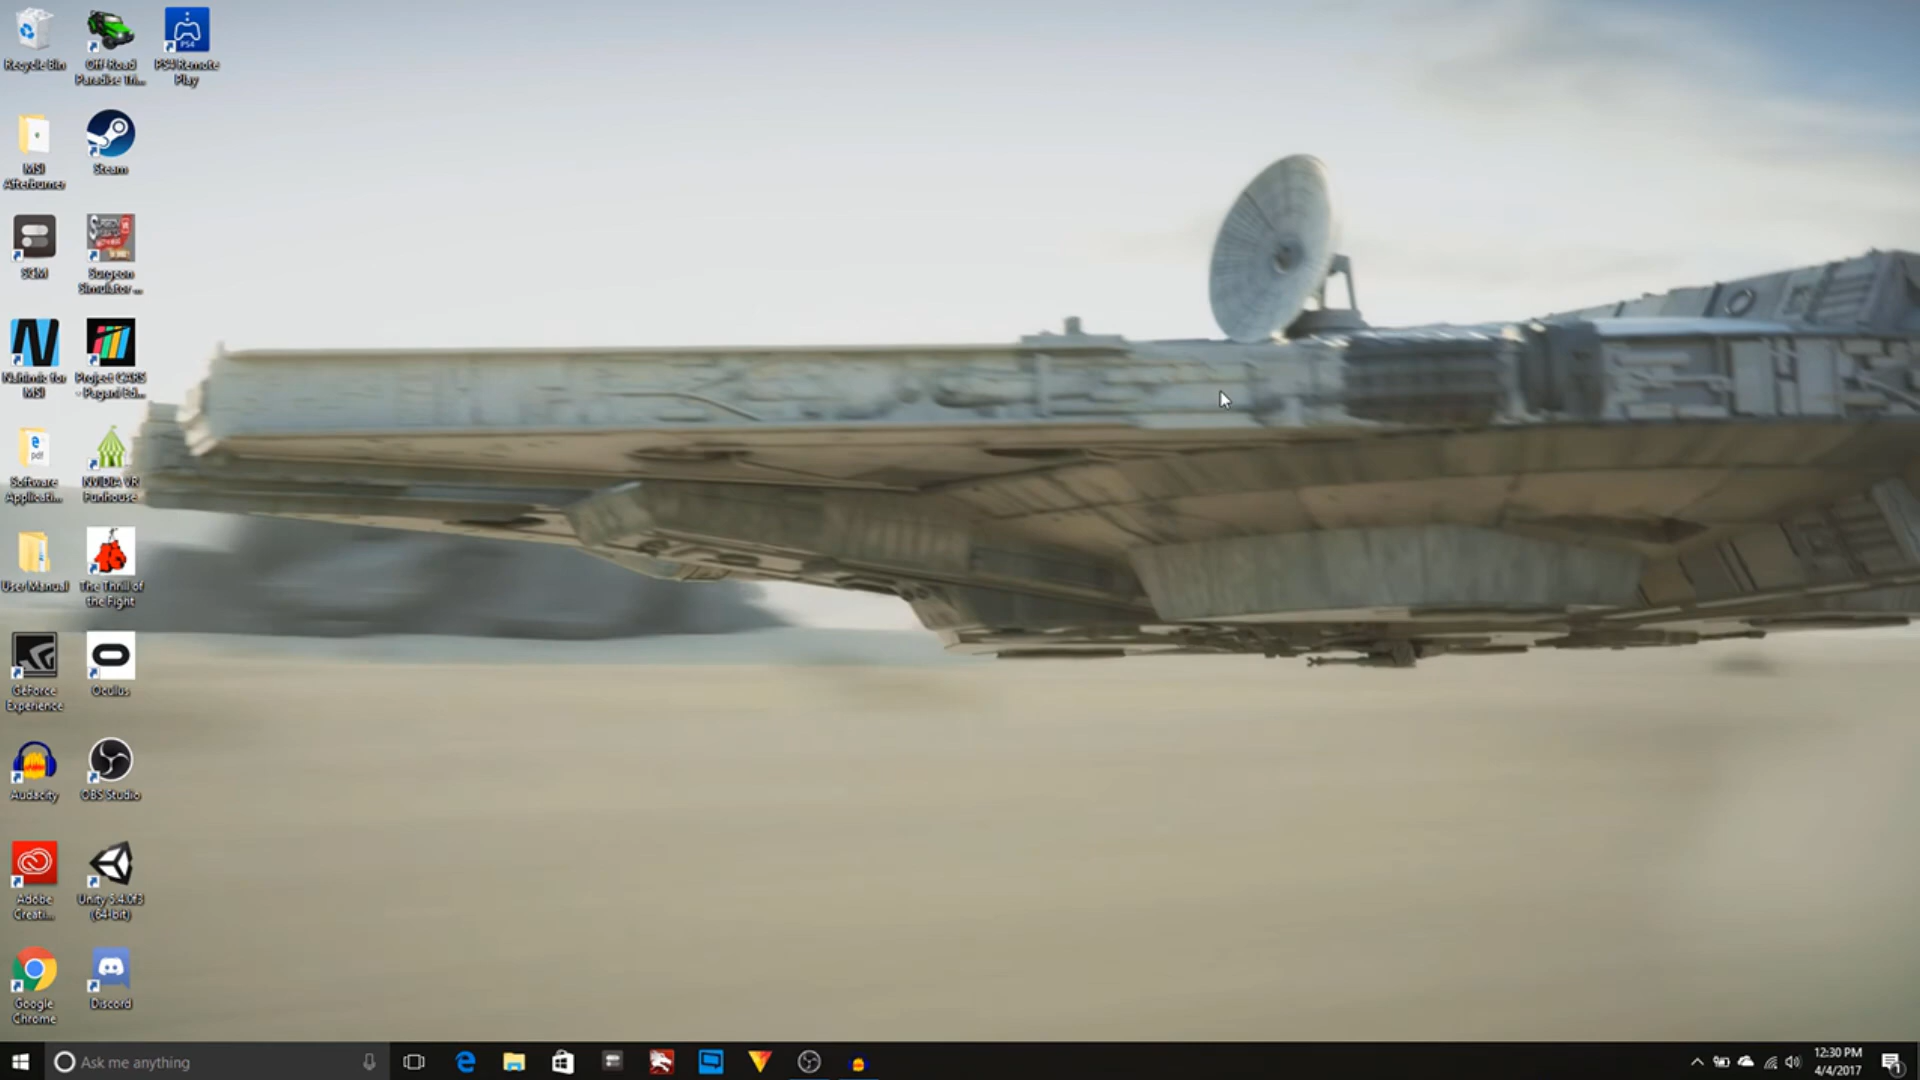 Recycle Bin
Off-Road
Paradise Tri...
PS4 Remote
Play
PS4
MSI
Afterburner
Steam
SCM
Surgeon
Simulator ...
Nahimic for
MSI
Project CARS
- Pagani Ed...
Software
Applicati...
pdf
NVIDIA VR
Funhouse
User Manual
The Thrill of
the Fight
GeForce
Experience
Oculus
Audacity
OBS Studio
Adobe
Creati...
Unity 5.4.0f3
(64-bit)
Google
Chrome
Discord
Ask me anything
12:30 PM
4/4/2017
1